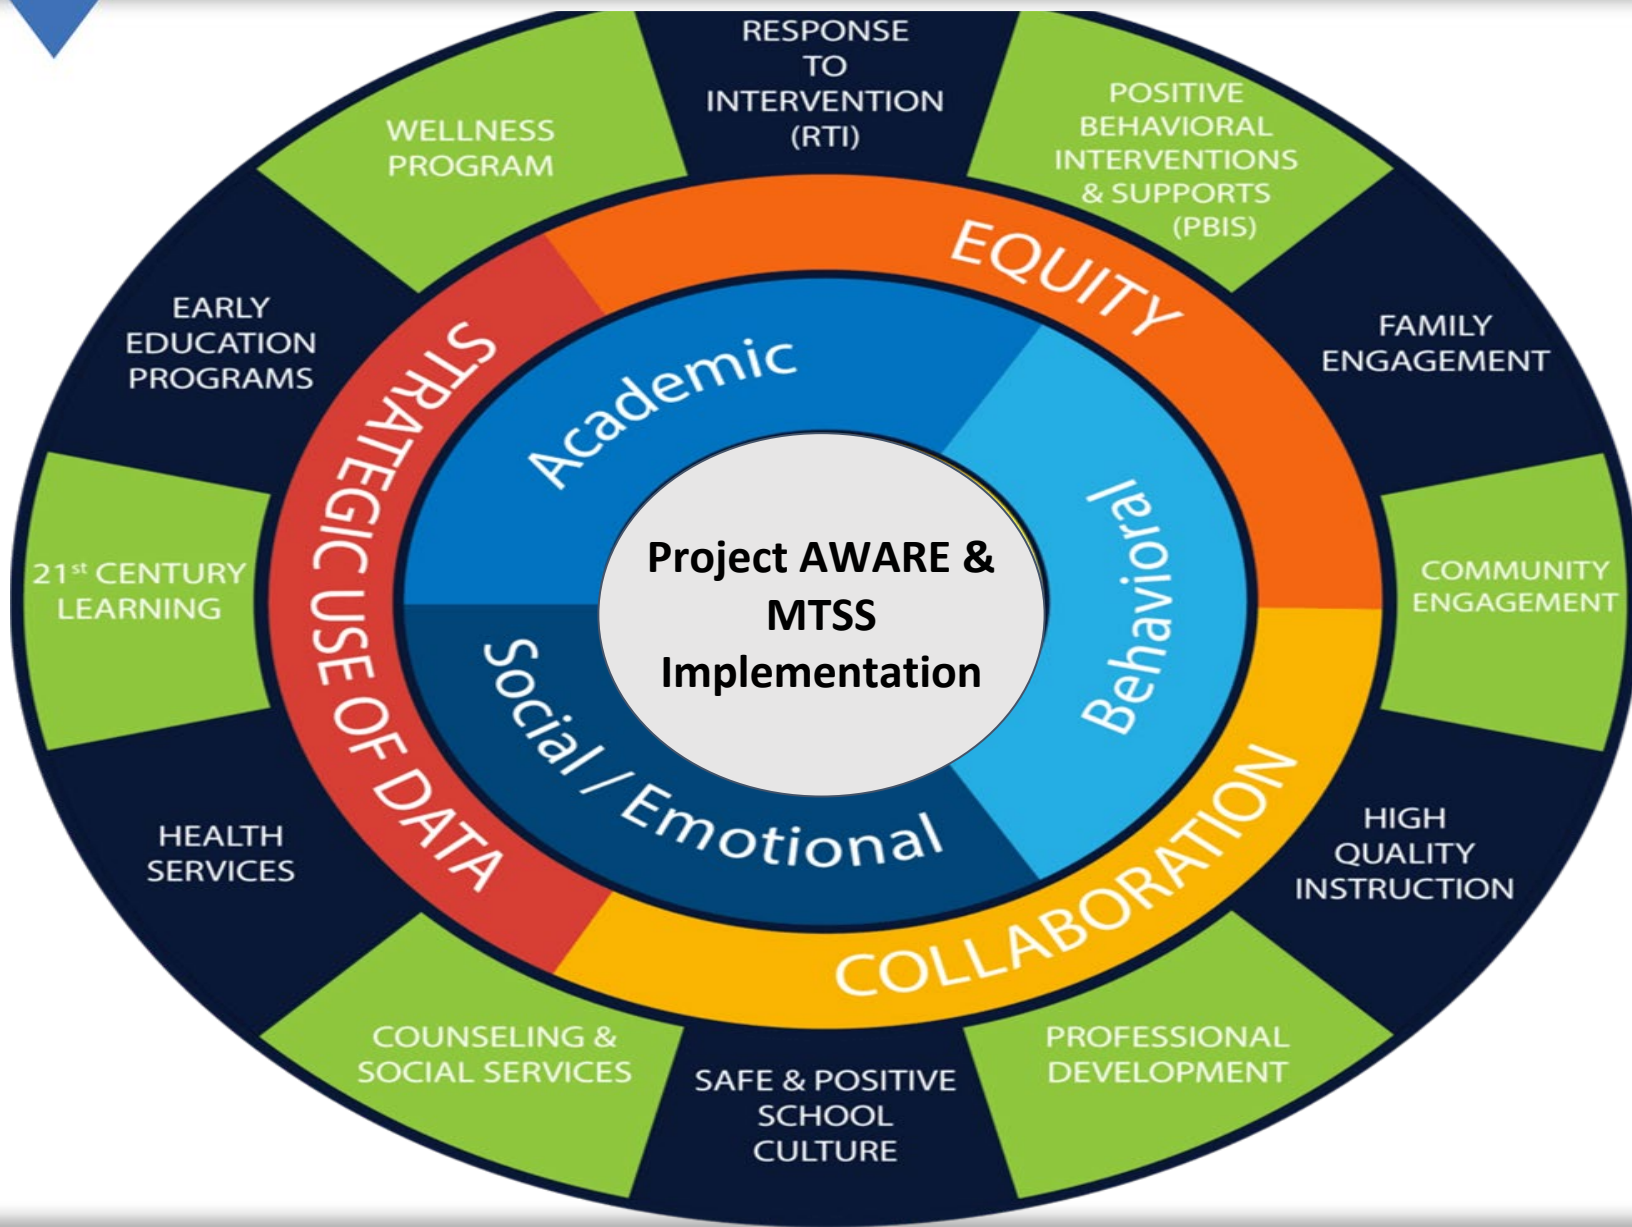 RESPONSE
TO
INTERVENTION
(RTI)
POSITIVE
BEHAVIORAL
INTERVENTIONS
& SUPPORTS
(PBIS)
FAMILY
ENGAGEMENT
COMMUNITY
ENGAGEMENT
HIGH
QUALITY
INSTRUCTION
PROFESSIONAL
DEVELOPMENT
SAFE & POSITIVE
SCHOOL
CULTURE
COUNSELING &
SOCIAL SERVICES
HEALTH
SERVICES
21st CENTURY
LEARNING
EARLY
EDUCATION
PROGRAMS
WELLNESS
PROGRAM
EQUITY
COLLABORATION
STRATEGIC USE OF DATA
Academic
Behavioral
Social / Emotional
Project AWARE &
MTSS
Implementation